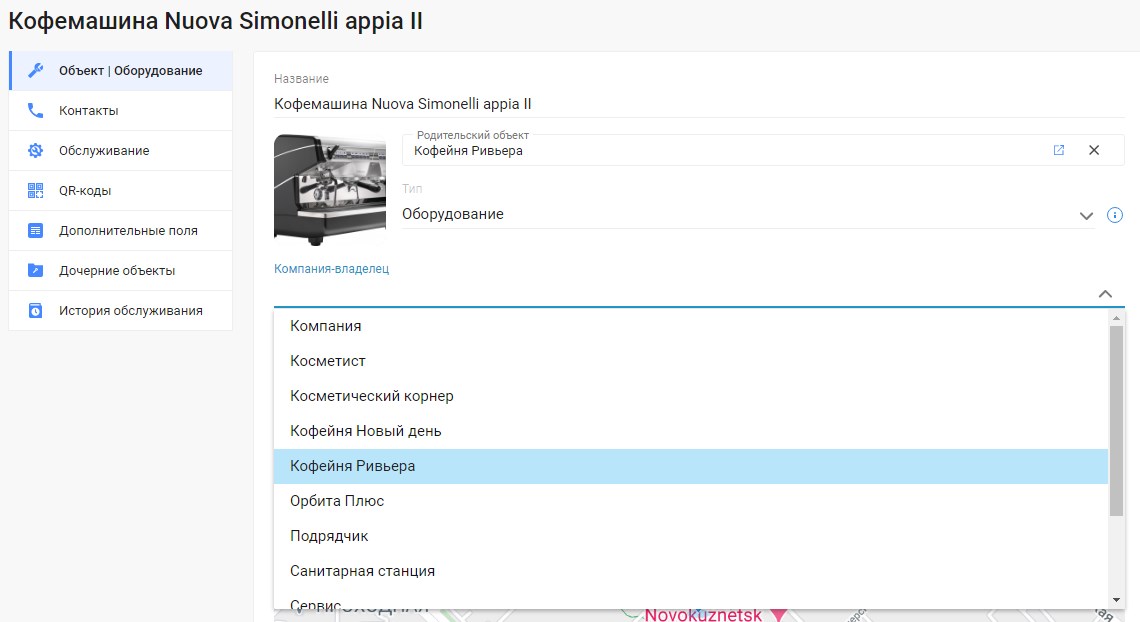 Кофемашина Nuova Simonelli appia II
Объект | Оборудование
Контакты
Обслуживание
QR-коды
Дополнительные поля
Дочерние объекты
История обслуживания
Название
Кофемашина Nuova Simonelli appia II
Родительский объект
Кофейня Ривьера
Тип
Оборудование
Компания-владелец
Компания
Косметист
Косметический корнер
Кофейня Новый день
Кофейня Ривьера
Орбита Плюс
Подрядчик
Санитарная станция
Сервис
Novokuznetsk